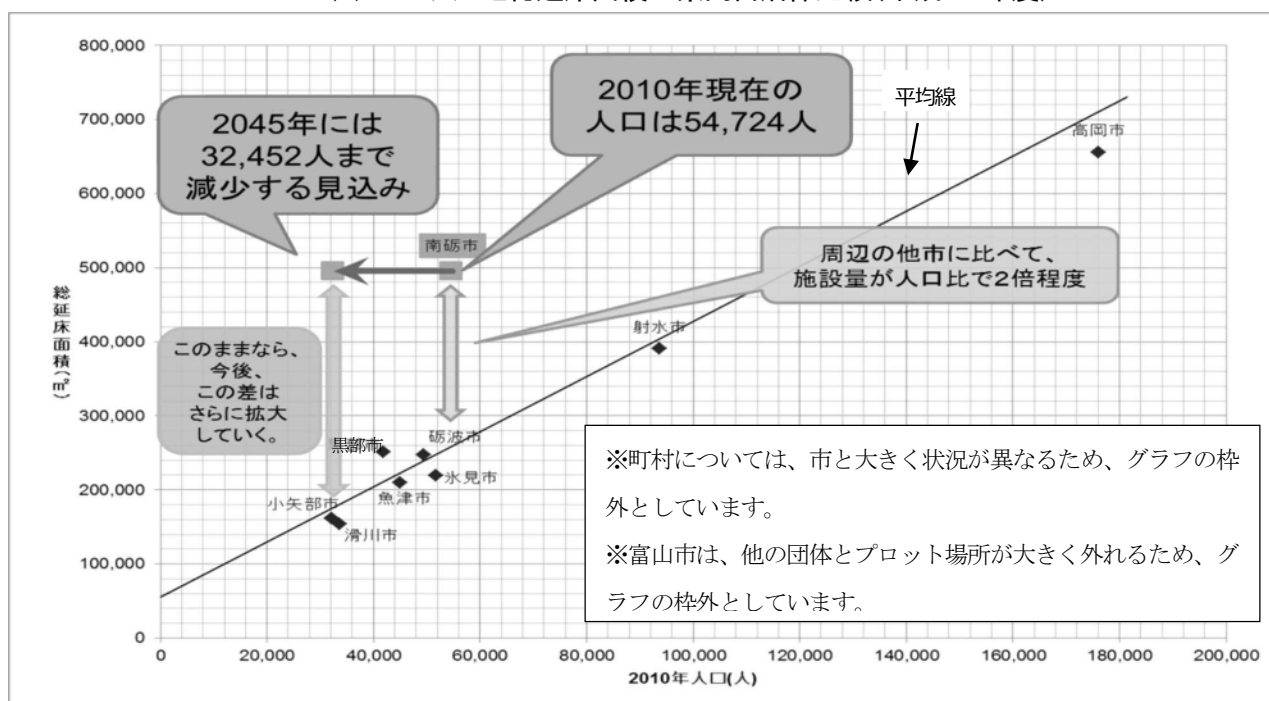 800,000
700,000
600,000
500,000
400,000
300,000
200,000
100,000
0
総延床面積(㎡)
2045年には
32,452人まで
減少する見込み
2010年現在の
人口は54,724人
平均線
高岡市
南砺市
周辺の他市に比べて、
施設量が人口比で2倍程度
射水市
このままなら、
今後、
この差は
さらに拡大
していく。
黒部市
砺波市
氷見市
魚津市
小矢部市
滑川市
※町村については、市と大きく状況が異なるため、グラフの枠
外としています。
※富山市は、他の団体とプロット場所が大きく外れるため、グ
ラフの枠外としています。
0
20,000
40,000
60,000
80,000
100,000
120,000
140,000
160,000
180,000
200,000
2010年人口(人)